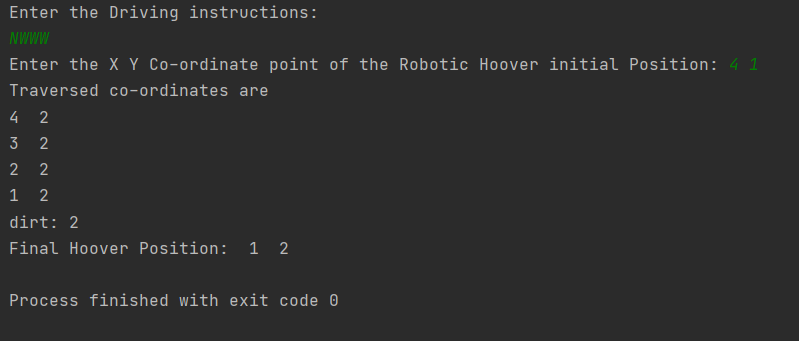 Enter the Driving instructions:
NWWW
Enter the X Y Co-ordinate point of the Robotic Hoover initial Position: 4 1
Traversed co-ordinates are
4  2
3  2
2  2
1  2
dirt: 2
Final Hoover Position:  1  2
Process finished with exit code 0